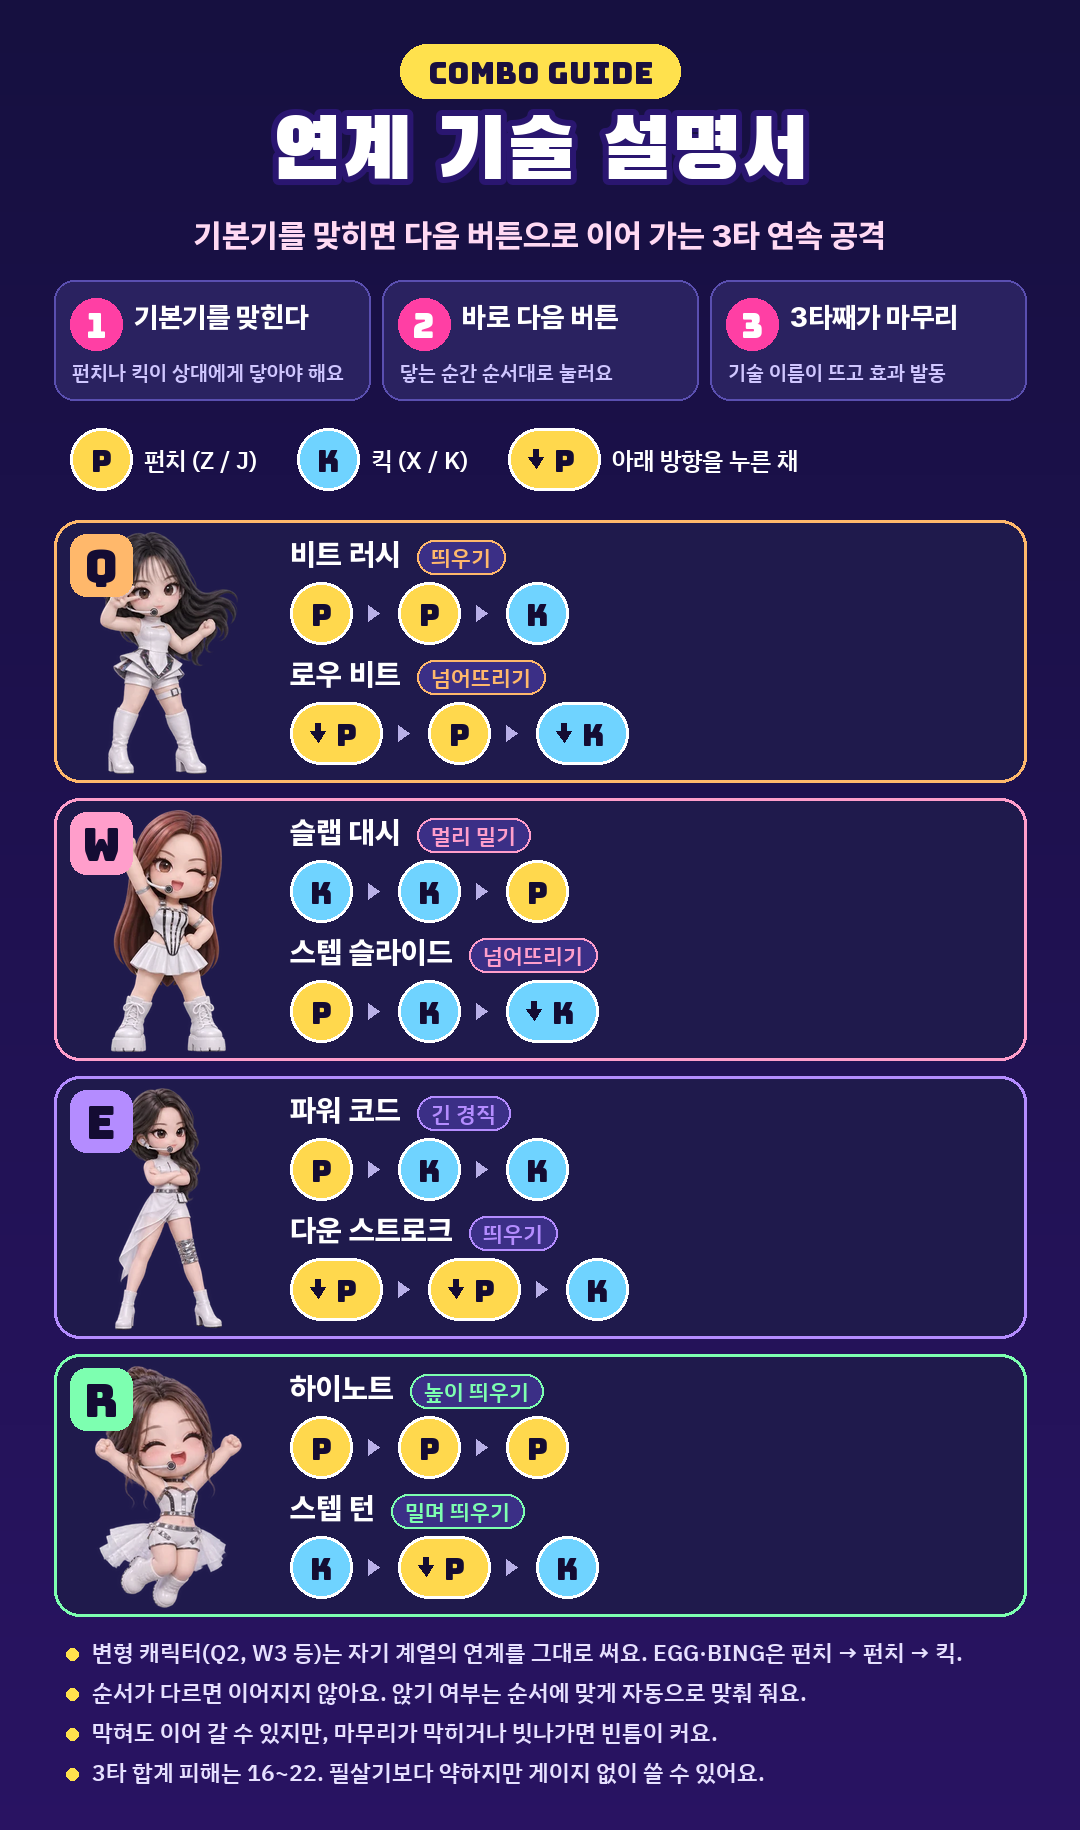 COMBO GUIDE
연계 기술 설명서
기본기를 맞히면 다음 버튼으로 이어 가는 3타 연속 공격
1 기본기를 맞힌다
펀치나 킥이 상대에게 닿아야 해요
2 바로 다음 버튼
닿는 순간 순서대로 눌러요
3 3타째가 마무리
기술 이름이 뜨고 효과 발동
P 펀치 (Z / J) K 킥 (X / K) ⬇ P 아래 방향을 누른 채
Q
비트 러시 띄우기
P ▶ P ▶ K
로우 비트 넘어뜨리기
⬇ P ▶ P ▶ ⬇ K
W
슬랩 대시 멀리 밀기
K ▶ K ▶ P
스텝 슬라이드 넘어뜨리기
P ▶ K ▶ ⬇ K
E
파워 코드 긴 경직
P ▶ K ▶ K
다운 스트로크 띄우기
⬇ P ▶ ⬇ P ▶ K
R
하이노트 높이 띄우기
P ▶ P ▶ P
스텝 턴 밀며 띄우기
K ▶ ⬇ P ▶ K
● 변형 캐릭터(Q2, W3 등)는 자기 계열의 연계를 그대로 써요. EGG·BING은 펀치 → 펀치 → 킥.
● 순서가 다르면 이어지지 않아요. 앉기 여부는 순서에 맞게 자동으로 맞춰 줘요.
● 막혀도 이어 갈 수 있지만, 마무리가 막히거나 빗나가면 빈틈이 커요.
● 3타 합계 피해는 16~22. 필살기보다 약하지만 게이지 없이 쓸 수 있어요.